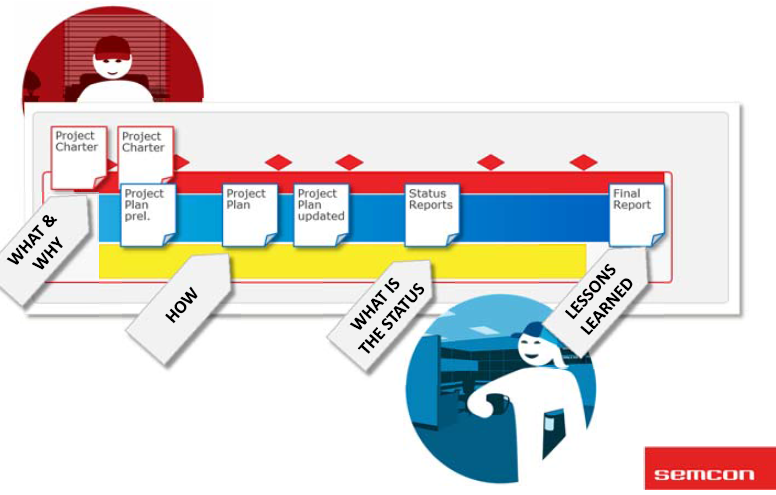 Project
Charter
Project
Charter
Project
Plan
prel.
Project
Plan
Project
Plan
updated
Status
Reports
Final
Report
WHAT &
WHY
HOW
WHAT IS
THE STATUS
LESSONS
LEARNED
semcon